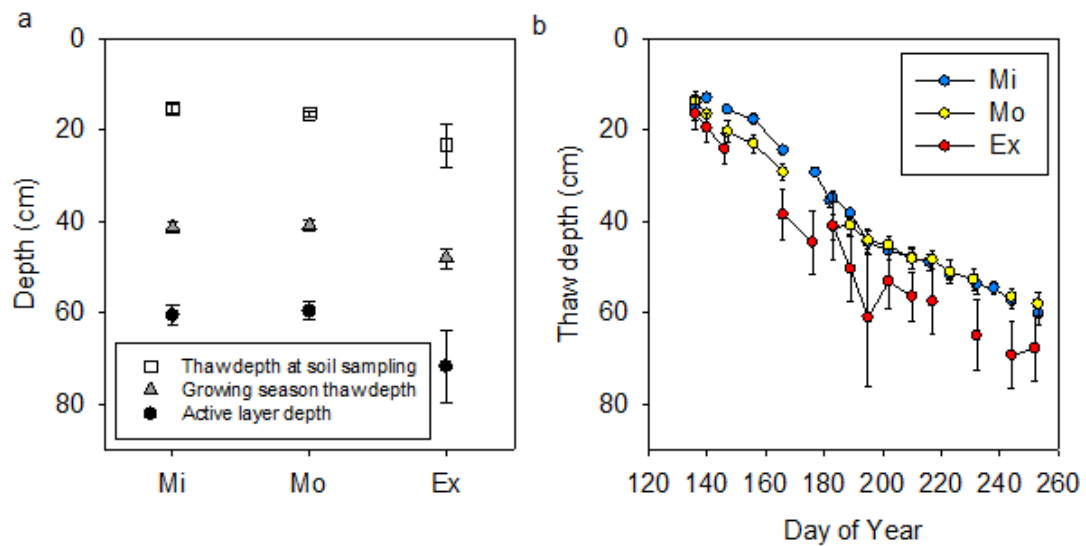 a
0
20
40
60
80
Depth (cm)
Thawdepth at soil sampling
Growing season thawdepth
Active layer depth
Mi Mo Ex
b
0
20
40
60
80
Thaw depth (cm)
Mi
Mo
Ex
120 140 160 180 200 220 240 260
Day of Year